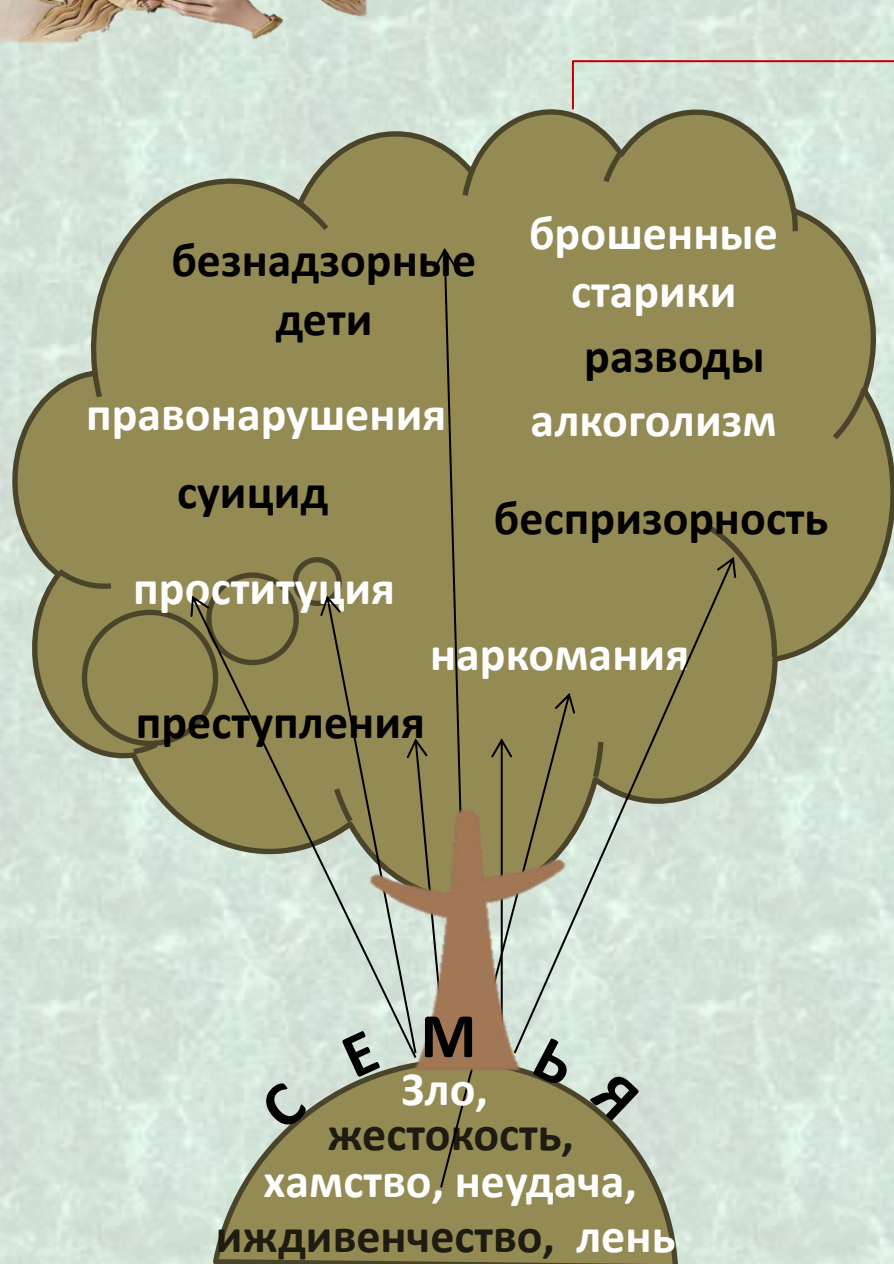 безнадзорные
дети
брошенные
старики
разводы
правонарушения
алкоголизм
суицид
беспризорность
проституция
наркомания
преступления
СЕМЬЯ
Зло,
жестокость,
хамство, неудача,
иждивенчество, лень